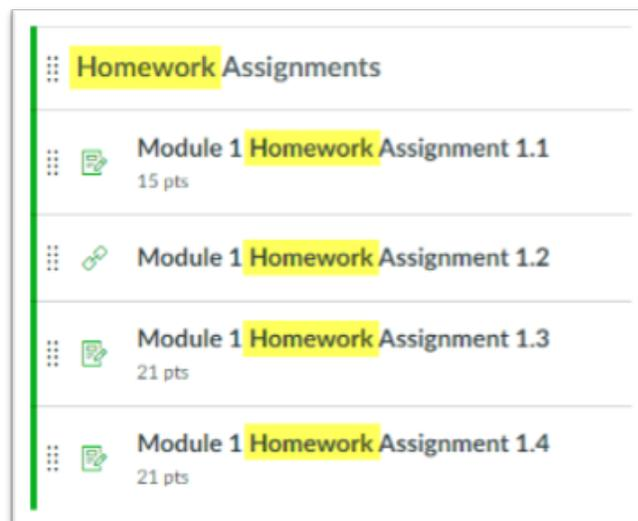 Homework Assignments
Module 1 Homework Assignment 1.1
15 pts
Module 1 Homework Assignment 1.2
Module 1 Homework Assignment 1.3
21 pts
Module 1 Homework Assignment 1.4
21 pts